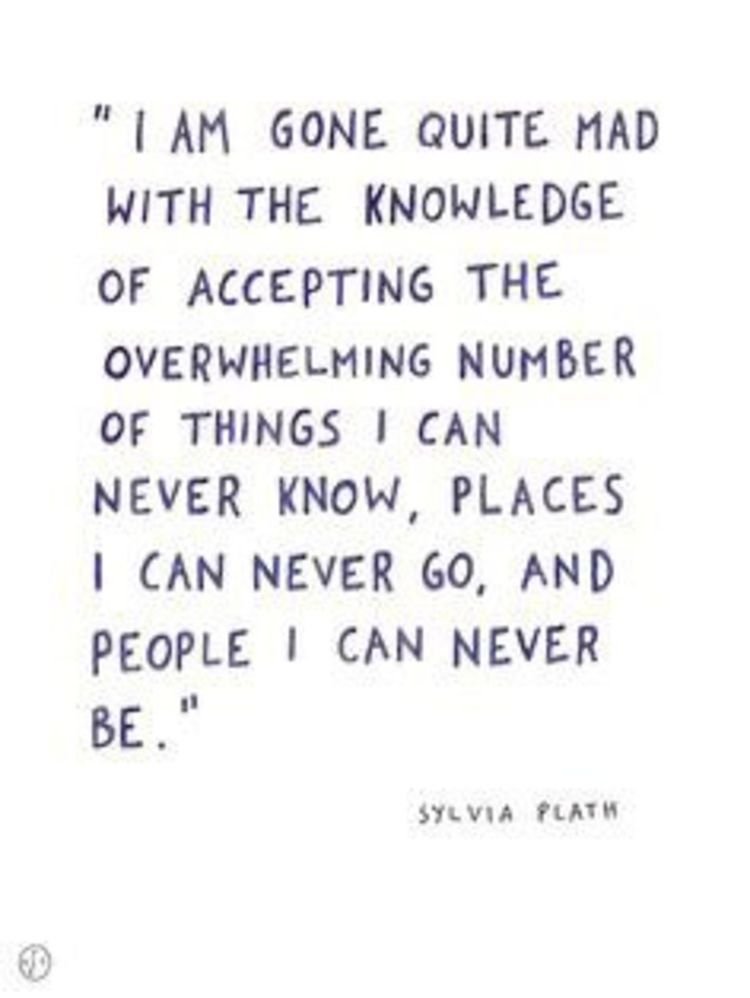 " I AM GONE QUITE MAD
WITH THE KNOWLEDGE
OF ACCEPTING THE
OVERWHELMING NUMBER
OF THINGS I CAN
NEVER KNOW, PLACES
I CAN NEVER GO, AND
PEOPLE I CAN NEVER
BE."
SYLVIA PLATH